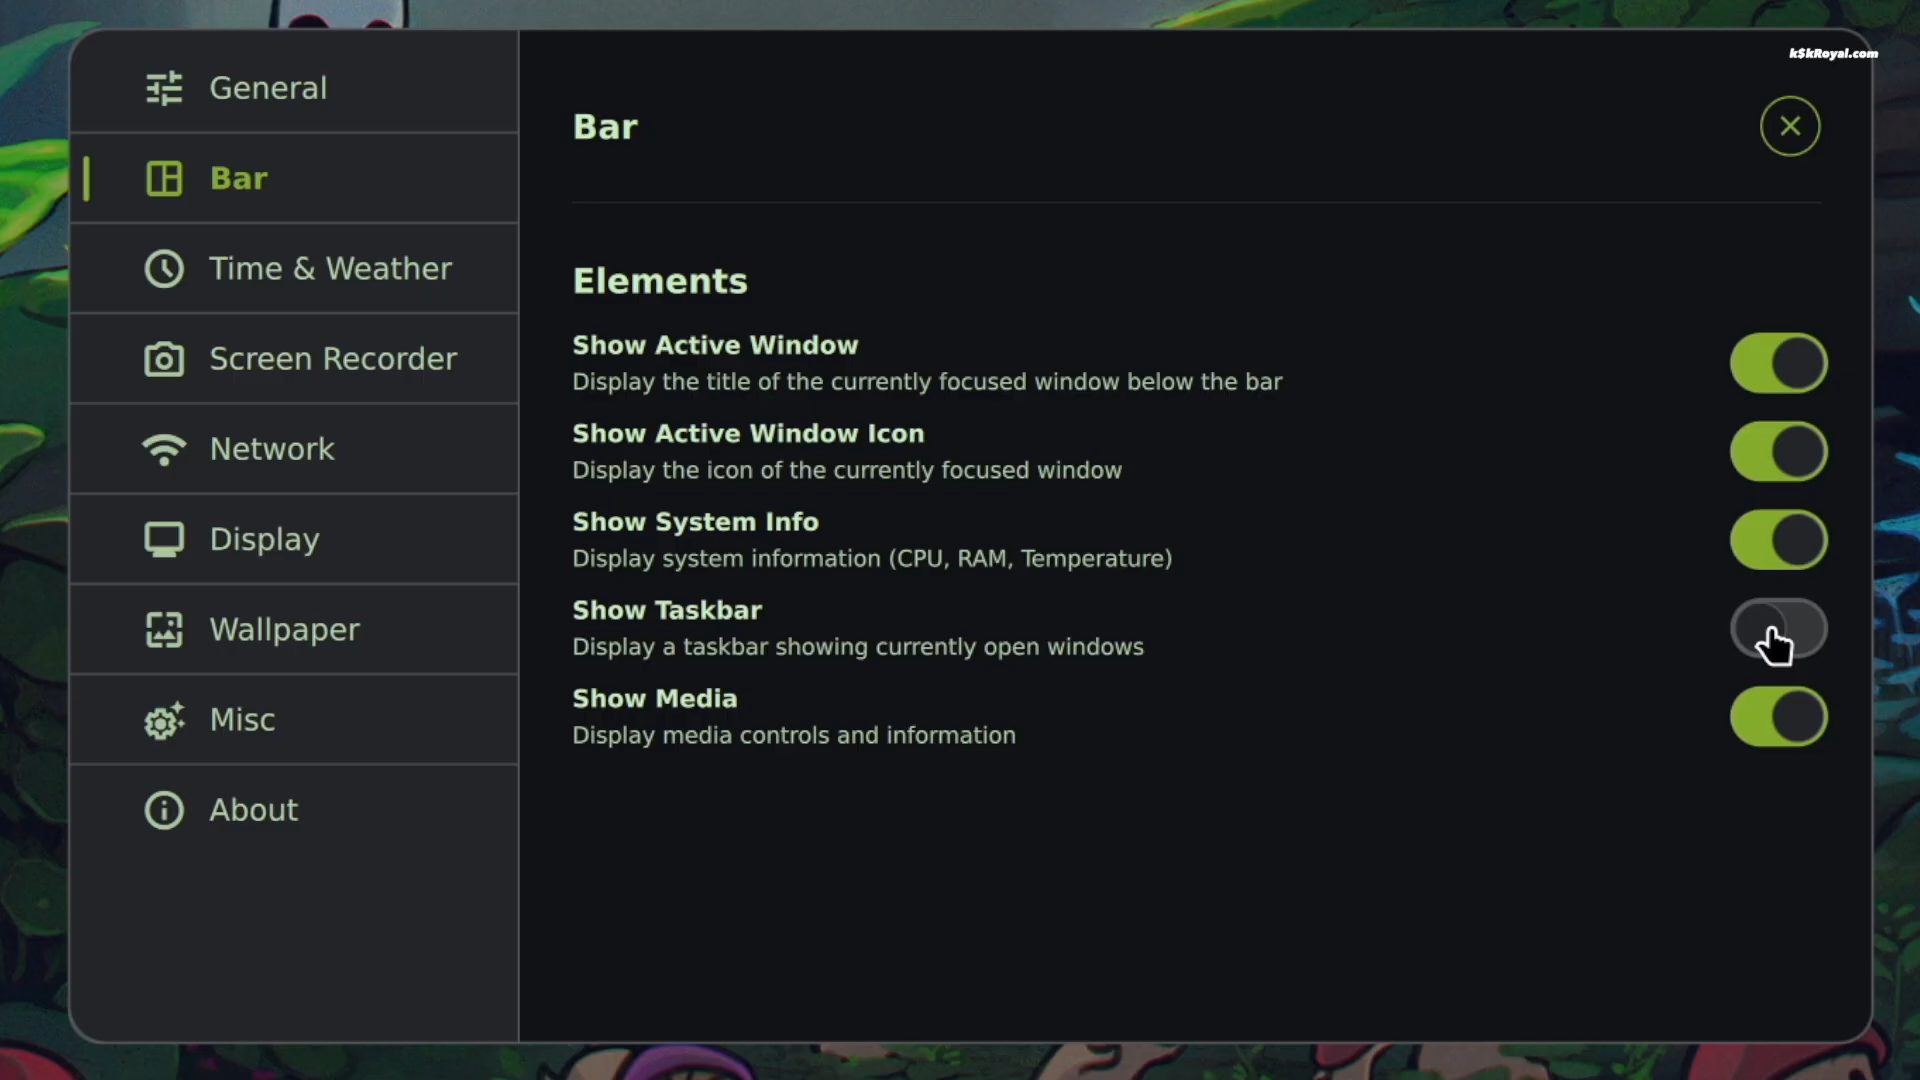 k$kRoyal.com
General
Bar
Time & Weather
Screen Recorder
Network
Display
Wallpaper
Misc
About
Bar
Elements
Show Active Window
Display the title of the currently focused window below the bar
Show Active Window Icon
Display the icon of the currently focused window
Show System Info
Display system information (CPU, RAM, Temperature)
Show Taskbar
Display a taskbar showing currently open windows
Show Media
Display media controls and information